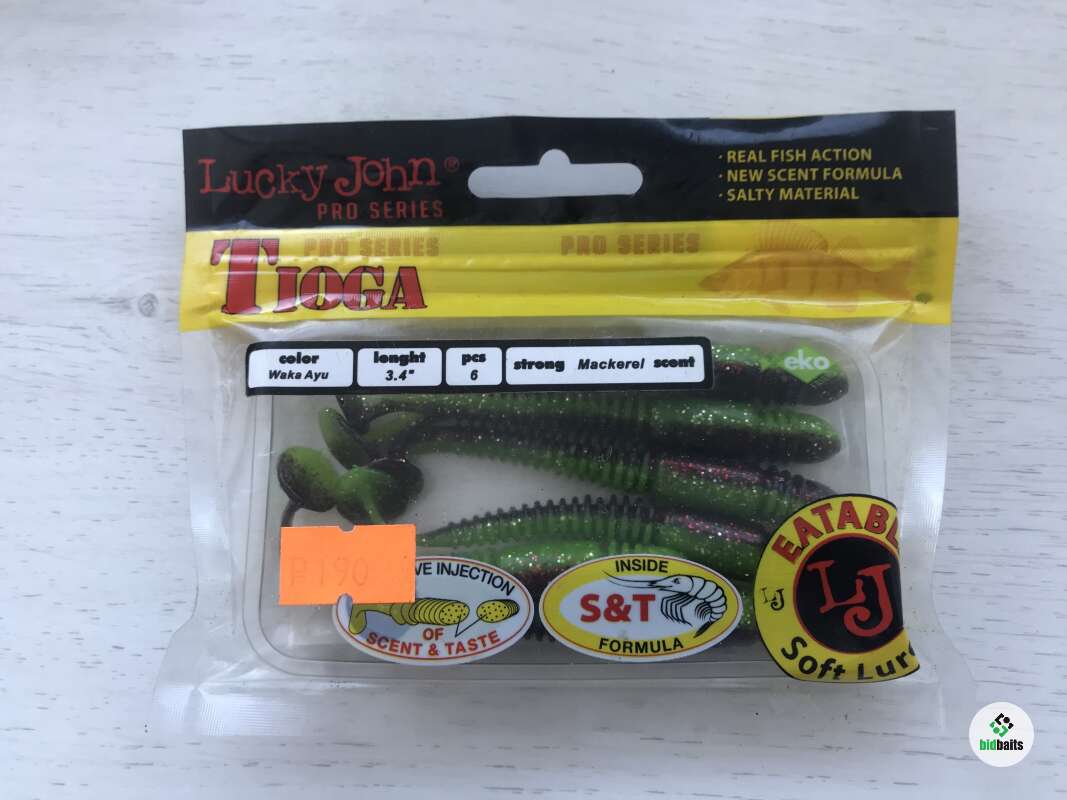 Lucky John®
PRO SERIES
· REAL FISH ACTION
· NEW SCENT FORMULA
· SALTY MATERIAL
PRO SERIES
PRO SERIES
TIOGA
color
Waka Ayu
lenght
3.4"
pcs
6
strong Mackerel scent
eko
190
VE INJECTION
OF
SCENT & TASTE
INSIDE
S&T
FORMULA
EATABL
LJ
LJ
Soft Lure
bidbaits